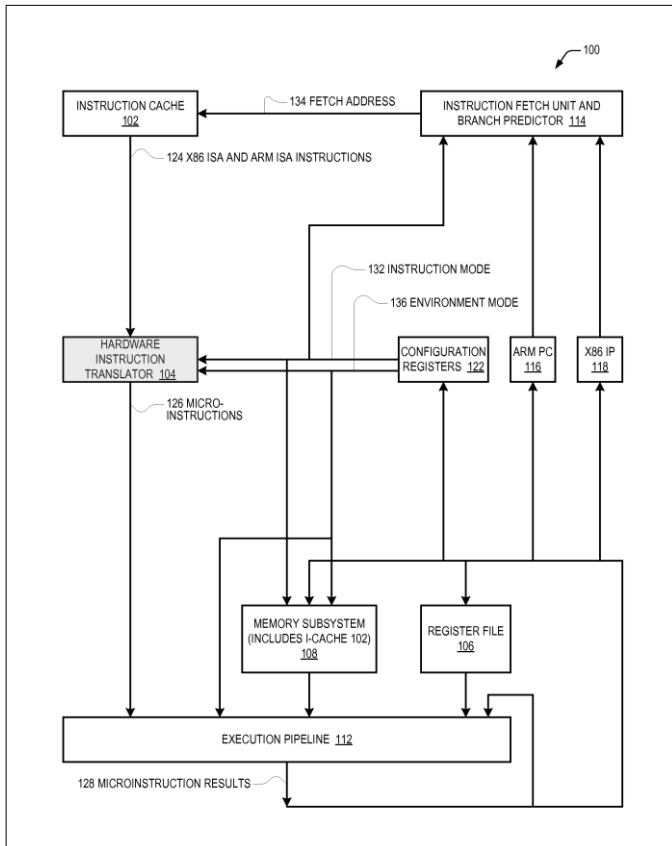 100
134 FETCH ADDRESS
INSTRUCTION CACHE
102
INSTRUCTION FETCH UNIT AND
BRANCH PREDICTOR 114
124 X86 ISA AND ARM ISA INSTRUCTIONS
132 INSTRUCTION MODE
136 ENVIRONMENT MODE
HARDWARE
INSTRUCTION
TRANSLATOR 104
CONFIGURATION
REGISTERS 122
ARM PC
116
X86 IP
118
126 MICRO-
INSTRUCTIONS
MEMORY SUBSYSTEM
(INCLUDES I-CACHE 102)
108
REGISTER FILE
106
EXECUTION PIPELINE 112
128 MICROINSTRUCTION RESULTS